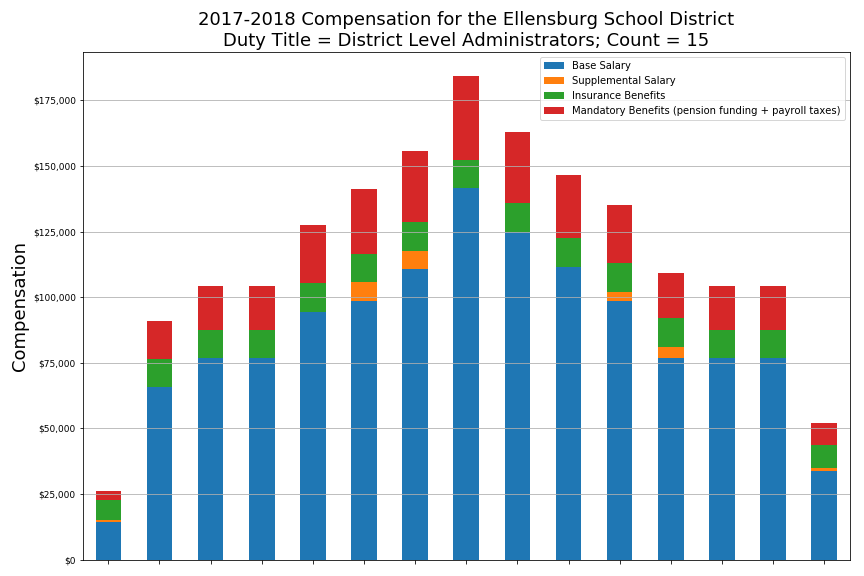 2017-2018 Compensation for the Ellensburg School District
Duty Title = District Level Administrators; Count = 15
Base Salary
Supplemental Salary
Insurance Benefits
Mandatory Benefits (pension funding + payroll taxes)
Compensation
$175,000
$150,000
$125,000
$100,000
$75,000
$50,000
$25,000
$0